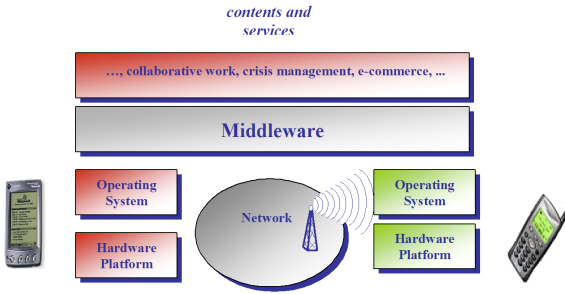 contents and
services
…, collaborative work, crisis management, e-commerce, ...
Middleware
Operating
System
Network
Operating
System
Hardware
Platform
Hardware
Platform